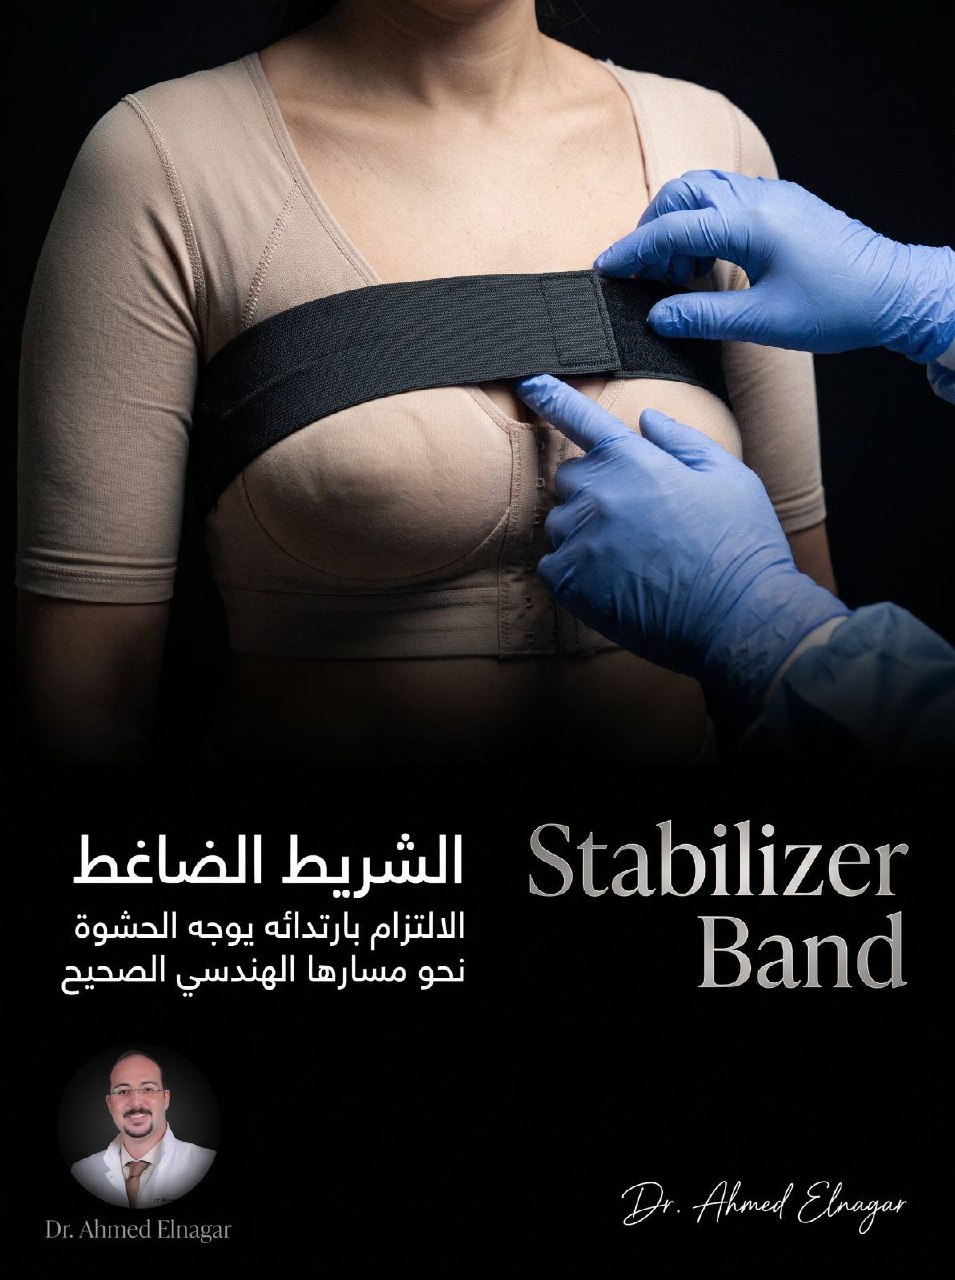 Stabilizer
Band
الشريط الضاغط
الالتزام بارتدائه يوجه الحشوة
نحو مسارها الهندسي الصحيح
Dr. Ahmed Elnagar
Dr. Ahmed Elnagar